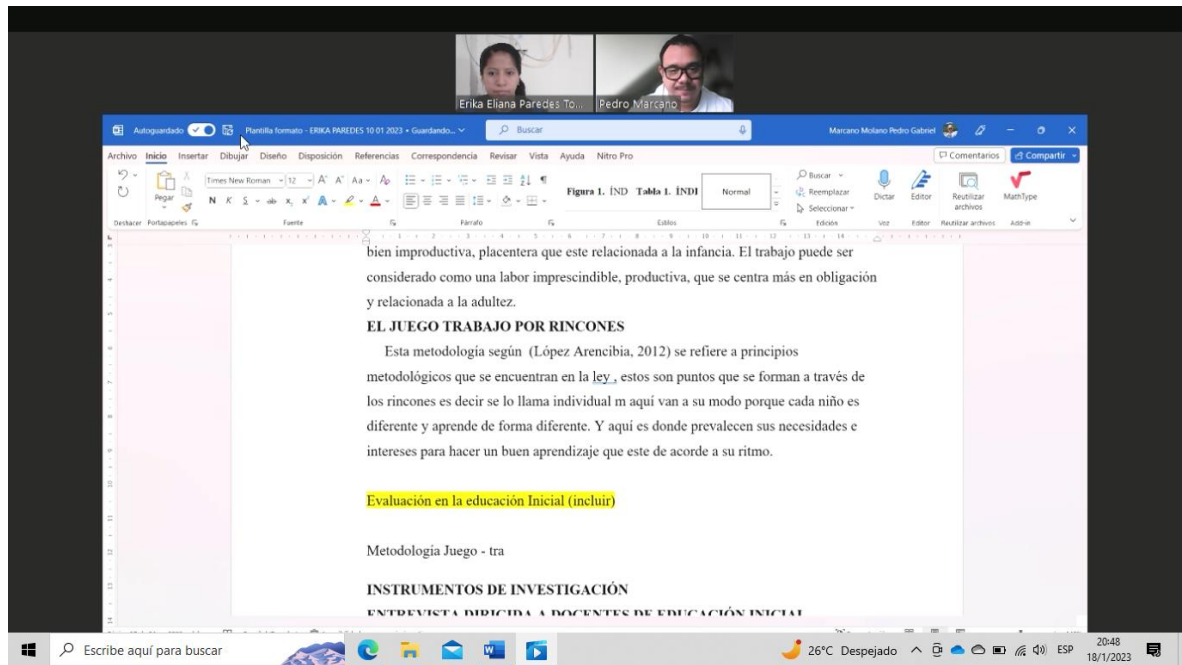 Erika Eliana Paredes To...
Pedro Marcano
Autoguardado
Plantilla formato - ERIKA PAREDES 10 01 2023 • Guardando...
Buscar
Marcano Molano Pedro Gabriel
Archivo Inicio Insertar Dibujar Diseño Disposición Referencias Correspondencia Revisar Vista Ayuda Nitro Pro
Comentarios
Compartir
Pegar
Times New Roman 12
N K S
Figura 1. ÍND Tabla 1. ÍNDI Normal
Buscar
Reemplazar
Seleccionar
Dictar
Editor
Reutilizar archivos
MathType
Deshacer Portapapeles Fuente Párrafo Estilos Edición Voz Editor Reutilizar archivos Add-in
bien improductiva, placentera que este relacionada a la infancia. El trabajo puede ser
considerado como una labor imprescindible, productiva, que se centra más en obligación
y relacionada a la adultez.
EL JUEGO TRABAJO POR RINCONES
Esta metodología según (López Arencibia, 2012) se refiere a principios
metodológicos que se encuentran en la ley , estos son puntos que se forman a través de
los rincones es decir se lo llama individual m aquí van a su modo porque cada niño es
diferente y aprende de forma diferente. Y aquí es donde prevalecen sus necesidades e
intereses para hacer un buen aprendizaje que este de acorde a su ritmo.
Evaluación en la educación Inicial (incluir)
Metodología Juego - tra
INSTRUMENTOS DE INVESTIGACIÓN
ENTREVISTA DIRIGIDA A DOCENTES DE EDUCACIÓN INICIAL
Escribe aquí para buscar
26°C Despejado
ESP
20:48
18/1/2023